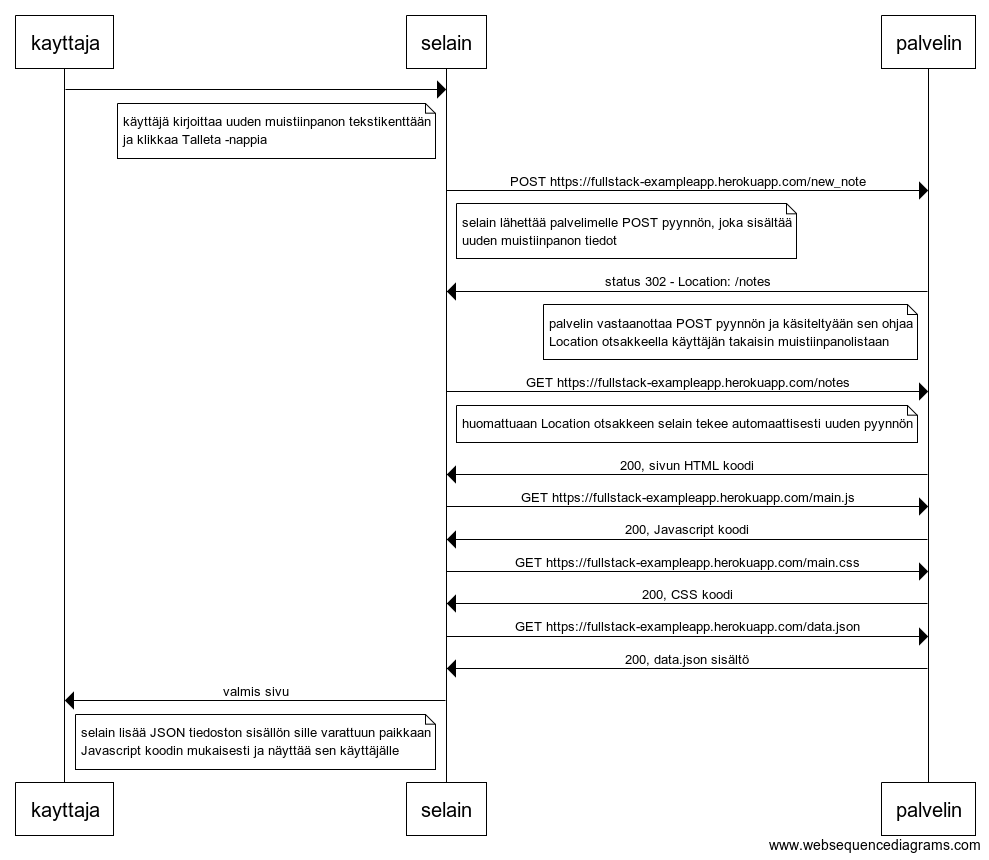 kayttaja
selain
palvelin
käyttäjä kirjoittaa uuden muistiinpanon tekstikenttään
ja klikkaa Talleta -nappia
POST https://fullstack-exampleapp.herokuapp.com/new_note
selain lähettää palvelimelle POST pyynnön, joka sisältää
uuden muistiinpanon tiedot
status 302 - Location: /notes
palvelin vastaanottaa POST pyynnön ja käsiteltyään sen ohjaa
Location otsakkeella käyttäjän takaisin muistiinpanolistaan
GET https://fullstack-exampleapp.herokuapp.com/notes
huomattuaan Location otsakkeen selain tekee automaattisesti uuden pyynnön
200, sivun HTML koodi
GET https://fullstack-exampleapp.herokuapp.com/main.js
200, Javascript koodi
GET https://fullstack-exampleapp.herokuapp.com/main.css
200, CSS koodi
GET https://fullstack-exampleapp.herokuapp.com/data.json
200, data.json sisältö
valmis sivu
selain lisää JSON tiedoston sisällön sille varattuun paikkaan
Javascript koodin mukaisesti ja näyttää sen käyttäjälle
kayttaja
selain
palvelin
www.websequencediagrams.com